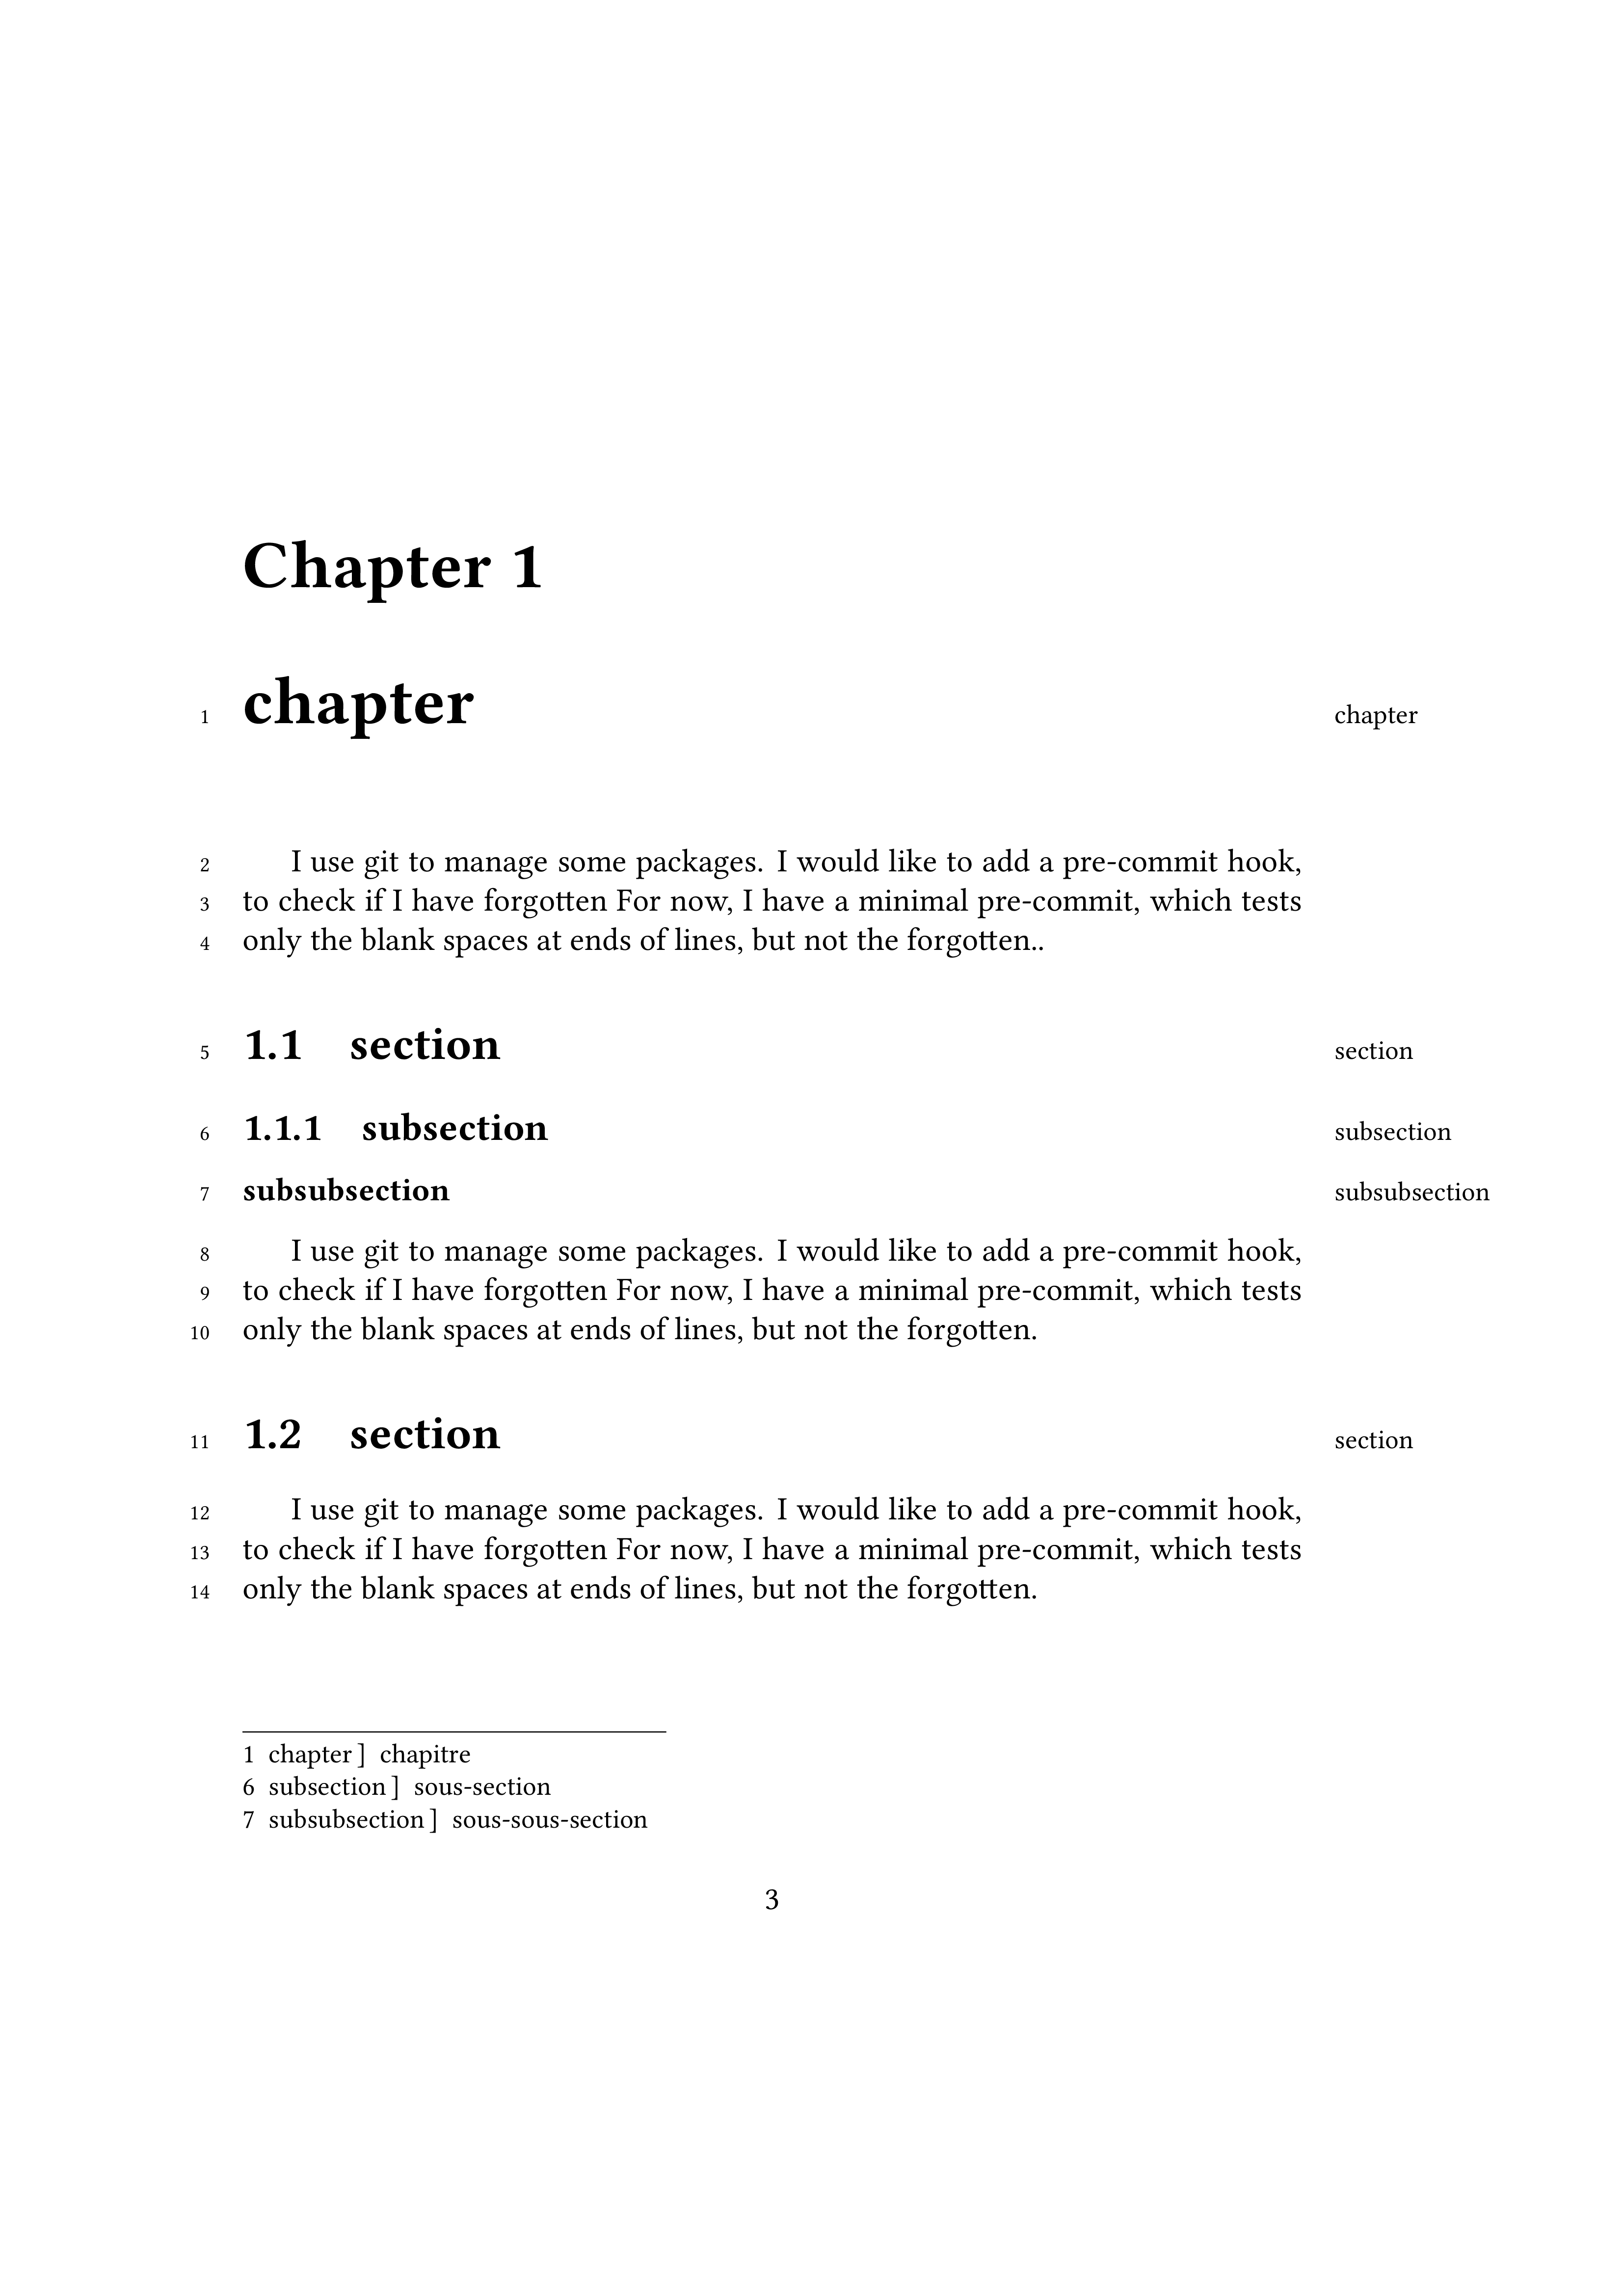 Chapter 1
1 chapter chapter
2 I use git to manage some packages. I would like to add a pre-commit hook,
3 to check if I have forgotten For now, I have a minimal pre-commit, which tests
4 only the blank spaces at ends of lines, but not the forgotten..
5 1.1 section section
6 1.1.1 subsection subsection
7 subsubsection subsubsection
8 I use git to manage some packages. I would like to add a pre-commit hook,
9 to check if I have forgotten For now, I have a minimal pre-commit, which tests
10 only the blank spaces at ends of lines, but not the forgotten.
11 1.2 section section
12 I use git to manage some packages. I would like to add a pre-commit hook,
13 to check if I have forgotten For now, I have a minimal pre-commit, which tests
14 only the blank spaces at ends of lines, but not the forgotten.
1 chapter ] chapitre
6 subsection ] sous-section
7 subsubsection ] sous-sous-section
3